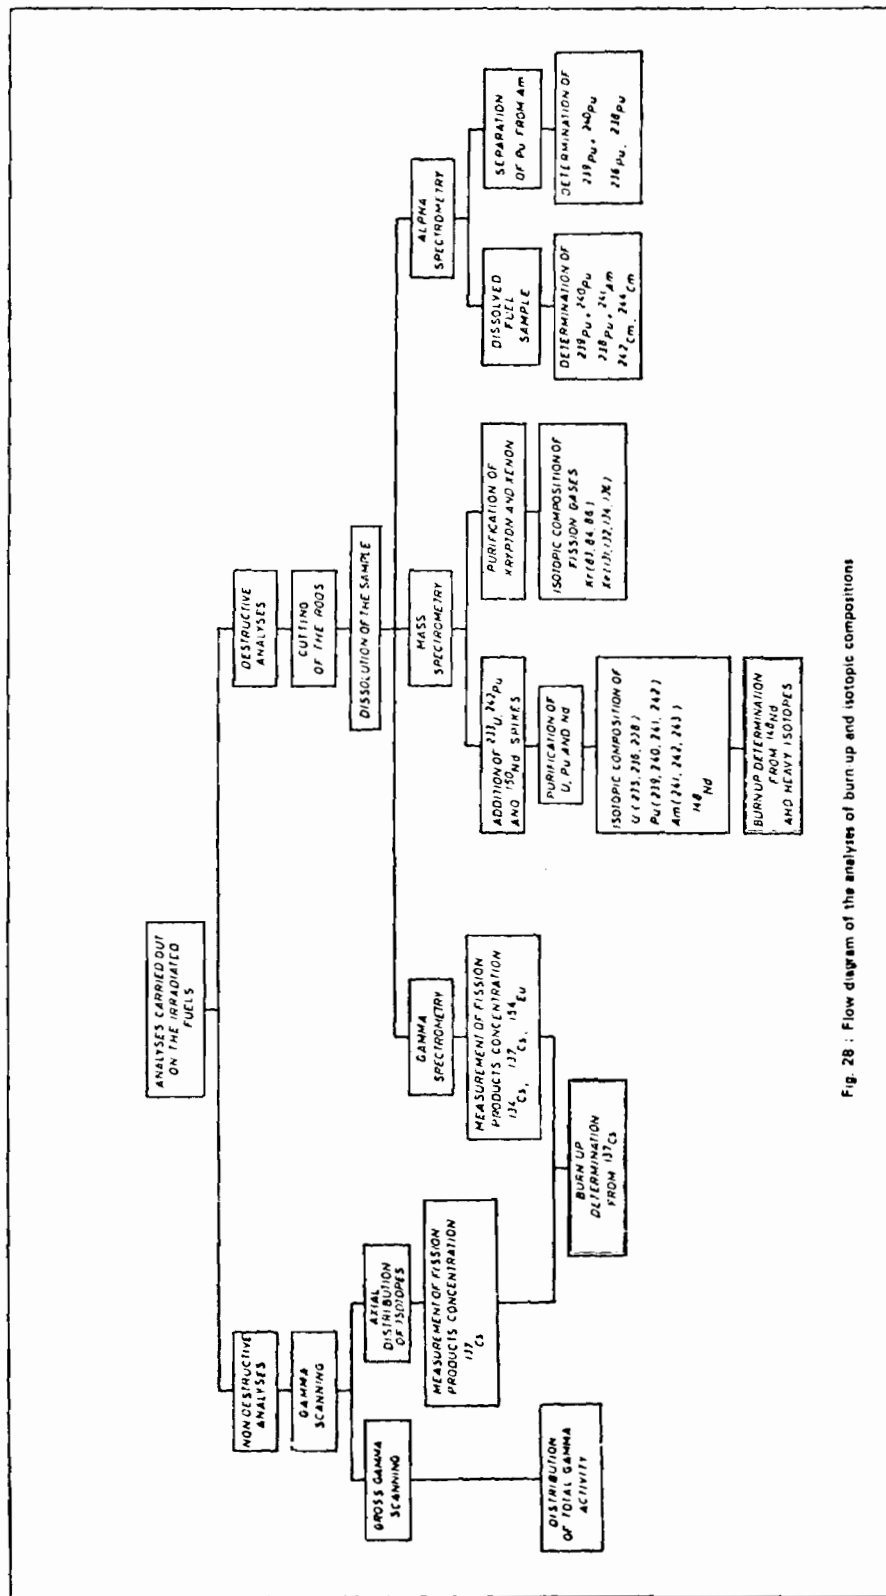 ANALYSES CARRIED OUT
ON THE IRRADIATED
FUELS
NON DESTRUCTIVE
ANALYSES
GAMMA
SCANNING
GROSS GAMMA
SCANNING
DISTRIBUTION
OF TOTAL GAMMA
ACTIVITY
AXIAL
DISTRIBUTION
OF ISOTOPES
MEASUREMENT OF FISSION
PRODUCTS CONCENTRATION
137Cs
DESTRUCTIVE
ANALYSES
CUTTING
OF THE RODS
DISSOLUTION OF THE SAMPLE
GAMMA
SPECTROMETRY
MEASUREMENT OF FISSION
PRODUCTS CONCENTRATION
134Cs, 137Cs, 154Eu
BURN UP
DETERMINATION
FROM 137Cs
MASS
SPECTROMETRY
ADDITION OF 233U, 242Pu
AND 150Nd SPIKES
PURIFICATION OF
U, Pu AND Nd
ISOTOPIC COMPOSITION OF
U (235, 236, 238)
Pu (239, 240, 241, 242)
Am (241, 242, 243)
148Nd
BURNUP DETERMINATION
FROM 148Nd
AND HEAVY ISOTOPES
PURIFICATION OF
KRYPTON AND XENON
ISOTOPIC COMPOSITION OF
FISSION GASES
Kr (83, 84, 86)
Xe (131, 132, 134, 136)
ALPHA
SPECTROMETRY
DISSOLVED
FUEL
SAMPLE
DETERMINATION OF
239Pu + 240Pu
238Pu + 241Am
242Cm, 244Cm
SEPARATION
OF Pu FROM Am
DETERMINATION OF
239Pu + 240Pu
236Pu, 238Pu
Fig. 28 : Flow diagram of the analyses of burn up and isotopic compositions